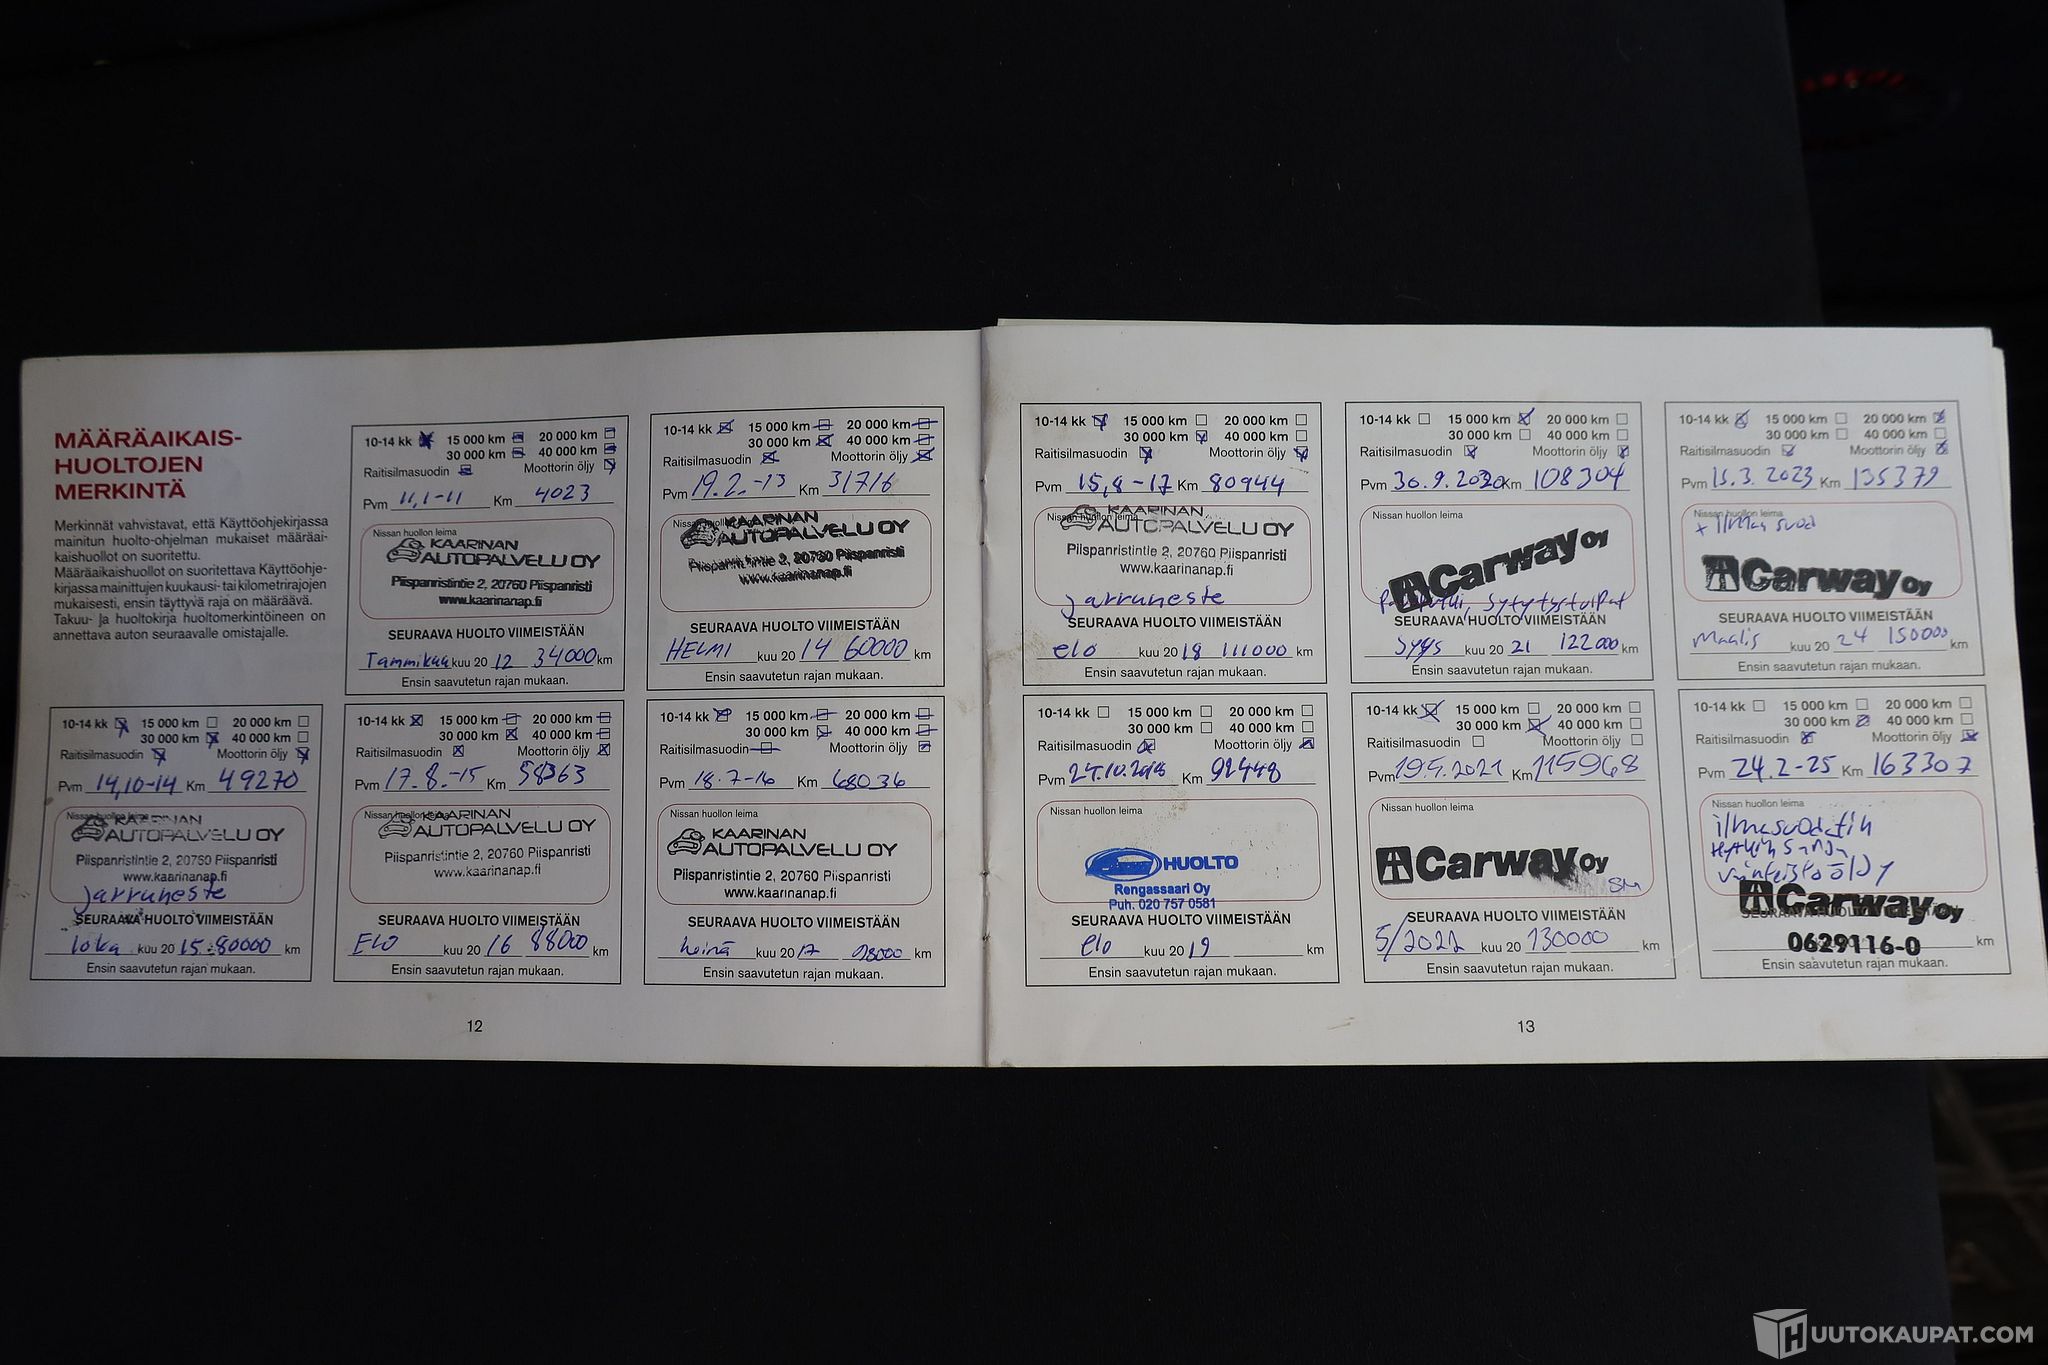 MÄÄRÄAIKAIS-
HUOLTOJEN
MERKINTÄ
Merkinnät vahvistavat, että Käyttöohjekirjassa
mainitun huolto-ohjelman mukaiset määräai-
kaishuollot on suoritettu.
Määräaikaishuollot on suoritettava Käyttöohje-
kirjassa mainittujen kuukausi- tai kilometrirajojen
mukaisesti, ensin täyttyvä raja on määräävä.
Takuu- ja huoltokirja huoltomerkintöineen on
annettava auton seuraavalle omistajalle.
10-14 kk 15 000 km 20 000 km
30 000 km 40 000 km
Raitisilmasuodin Moottorin öljy
Pvm 11,1-11 Km 4023
Nissan huollon leima
KAARINAN
AUTOPALVELU OY
Piispanristintie 2, 20760 Piispanristi
www.kaarinanap.fi
SEURAAVA HUOLTO VIIMEISTÄÄN
Tammikuu kuu 20 12 34000 km
Ensin saavutetun rajan mukaan.
10-14 kk 15 000 km 20 000 km
30 000 km 40 000 km
Raitisilmasuodin Moottorin öljy
Pvm 19.2.-13 Km 31716
Nissan huollon leima
KAARINAN
AUTOPALVELU OY
Piispanristintie 2, 20760 Piispanristi
www.kaarinanap.fi
SEURAAVA HUOLTO VIIMEISTÄÄN
HELMI kuu 20 14 60000 km
Ensin saavutetun rajan mukaan.
10-14 kk 15 000 km 20 000 km
30 000 km 40 000 km
Raitisilmasuodin Moottorin öljy
Pvm 14,10-14 Km 49270
Nissan huollon leima
KAARINAN
AUTOPALVELU OY
Piispanristintie 2, 20760 Piispanristi
www.kaarinanap.fi
jarruneste
SEURAAVA HUOLTO VIIMEISTÄÄN
loka kuu 20 15 80000 km
Ensin saavutetun rajan mukaan.
10-14 kk 15 000 km 20 000 km
30 000 km 40 000 km
Raitisilmasuodin Moottorin öljy
Pvm 17.8.-15 Km 58363
Nissan huollon leima
KAARINAN
AUTOPALVELU OY
Piispanristintie 2, 20760 Piispanristi
www.kaarinanap.fi
SEURAAVA HUOLTO VIIMEISTÄÄN
ELO kuu 20 16 88000 km
Ensin saavutetun rajan mukaan.
10-14 kk 15 000 km 20 000 km
30 000 km 40 000 km
Raitisilmasuodin Moottorin öljy
Pvm 18.7-16 Km 68036
Nissan huollon leima
KAARINAN
AUTOPALVELU OY
Piispanristintie 2, 20760 Piispanristi
www.kaarinanap.fi
SEURAAVA HUOLTO VIIMEISTÄÄN
heinä kuu 20 17 98000 km
Ensin saavutetun rajan mukaan.
12
10-14 kk 15 000 km 20 000 km
30 000 km 40 000 km
Raitisilmasuodin Moottorin öljy
Pvm 15,8-17 Km 80944
Nissan huollon leima
KAARINAN
AUTOPALVELU OY
Piispanristintie 2, 20760 Piispanristi
www.kaarinanap.fi
jarruneste
SEURAAVA HUOLTO VIIMEISTÄÄN
elo kuu 20 18 111000 km
Ensin saavutetun rajan mukaan.
10-14 kk 15 000 km 20 000 km
30 000 km 40 000 km
Raitisilmasuodin Moottorin öljy
Pvm 30.9.2020 Km 108304
Nissan huollon leima
Carway OY
Sytytystulpat
SEURAAVA HUOLTO VIIMEISTÄÄN
Syys kuu 20 21 122000 km
Ensin saavutetun rajan mukaan.
10-14 kk 15 000 km 20 000 km
30 000 km 40 000 km
Raitisilmasuodin Moottorin öljy
Pvm 15.3.2023 Km 135379
Nissan huollon leima
+ ilman suod
Carway OY
SEURAAVA HUOLTO VIIMEISTÄÄN
Maalis kuu 20 24 150000 km
Ensin saavutetun rajan mukaan.
10-14 kk 15 000 km 20 000 km
30 000 km 40 000 km
Raitisilmasuodin Moottorin öljy
Pvm 24.10.2018 Km 92448
Nissan huollon leima
HUOLTO
Rengassaari Oy
Puh. 020 757 0581
SEURAAVA HUOLTO VIIMEISTÄÄN
elo kuu 20 19 km
Ensin saavutetun rajan mukaan.
10-14 kk 15 000 km 20 000 km
30 000 km 40 000 km
Raitisilmasuodin Moottorin öljy
Pvm 19.5.2021 Km 115968
Nissan huollon leima
Carway OY
SM
SEURAAVA HUOLTO VIIMEISTÄÄN
5/2022 kuu 20 130000 km
Ensin saavutetun rajan mukaan.
10-14 kk 15 000 km 20 000 km
30 000 km 40 000 km
Raitisilmasuodin Moottorin öljy
Pvm 24.2-25 Km 163307
Nissan huollon leima
ilmasuodatin
Carway OY
SEURAAVA HUOLTO VIIMEISTÄÄN
0629116-0
km
Ensin saavutetun rajan mukaan.
13
HUUTOKAUPAT.COM